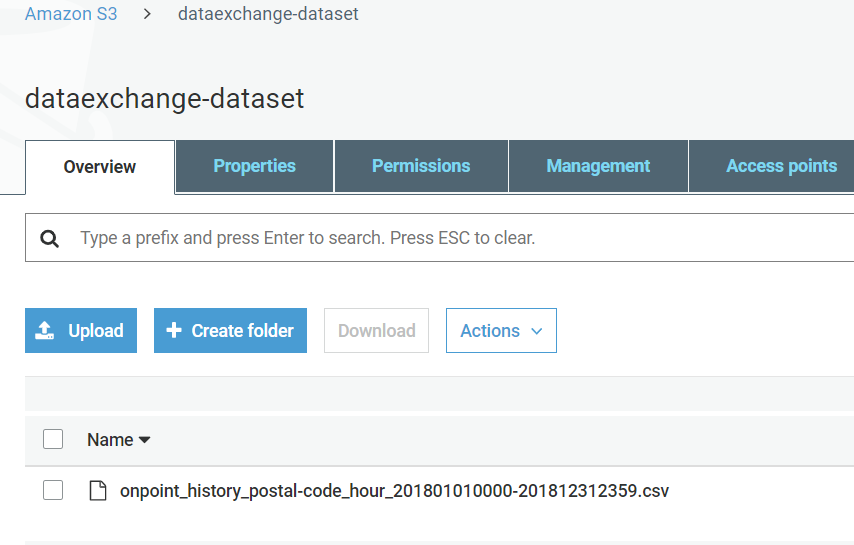 Amazon S3 > dataexchange-dataset
dataexchange-dataset
Overview Properties Permissions Management Access points
Type a prefix and press Enter to search. Press ESC to clear.
Upload + Create folder Download Actions
Name
onpoint_history_postal-code_hour_201801010000-201812312359.csv